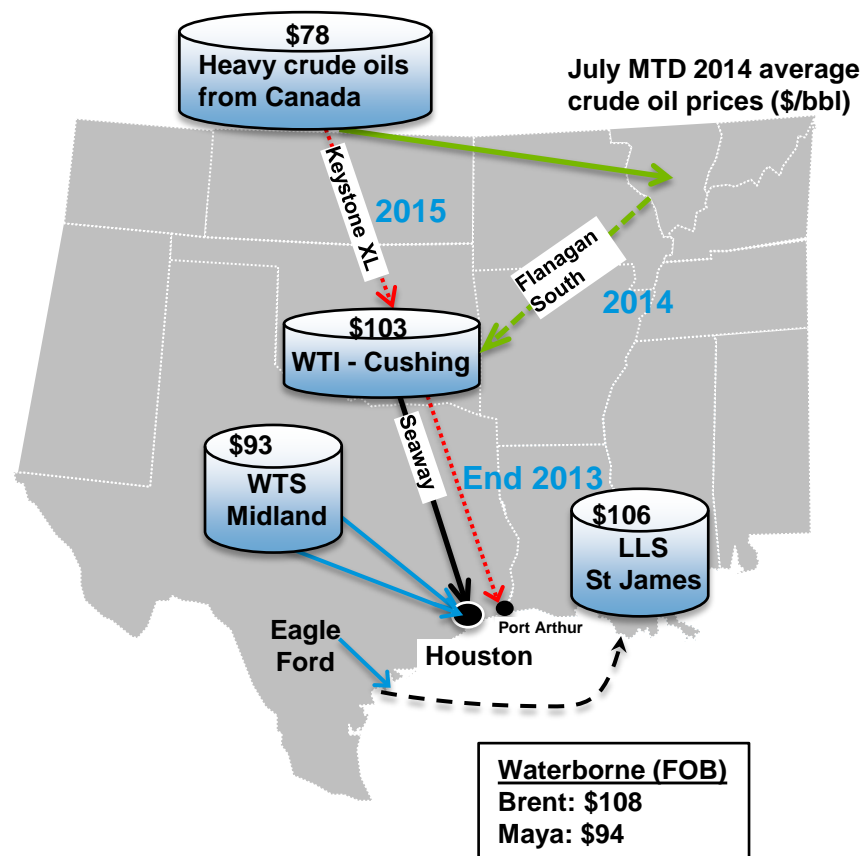 $78
Heavy crude oils
from Canada
July MTD 2014 average
crude oil prices ($/bbl)
Keystone XL
2015
Flanagan
South
2014
$103
WTI - Cushing
Seaway
$93
WTS
Midland
End 2013
$106
LLS
St James
Port Arthur
Eagle
Ford
Houston
Waterborne (FOB)
Brent: $108
Maya: $94